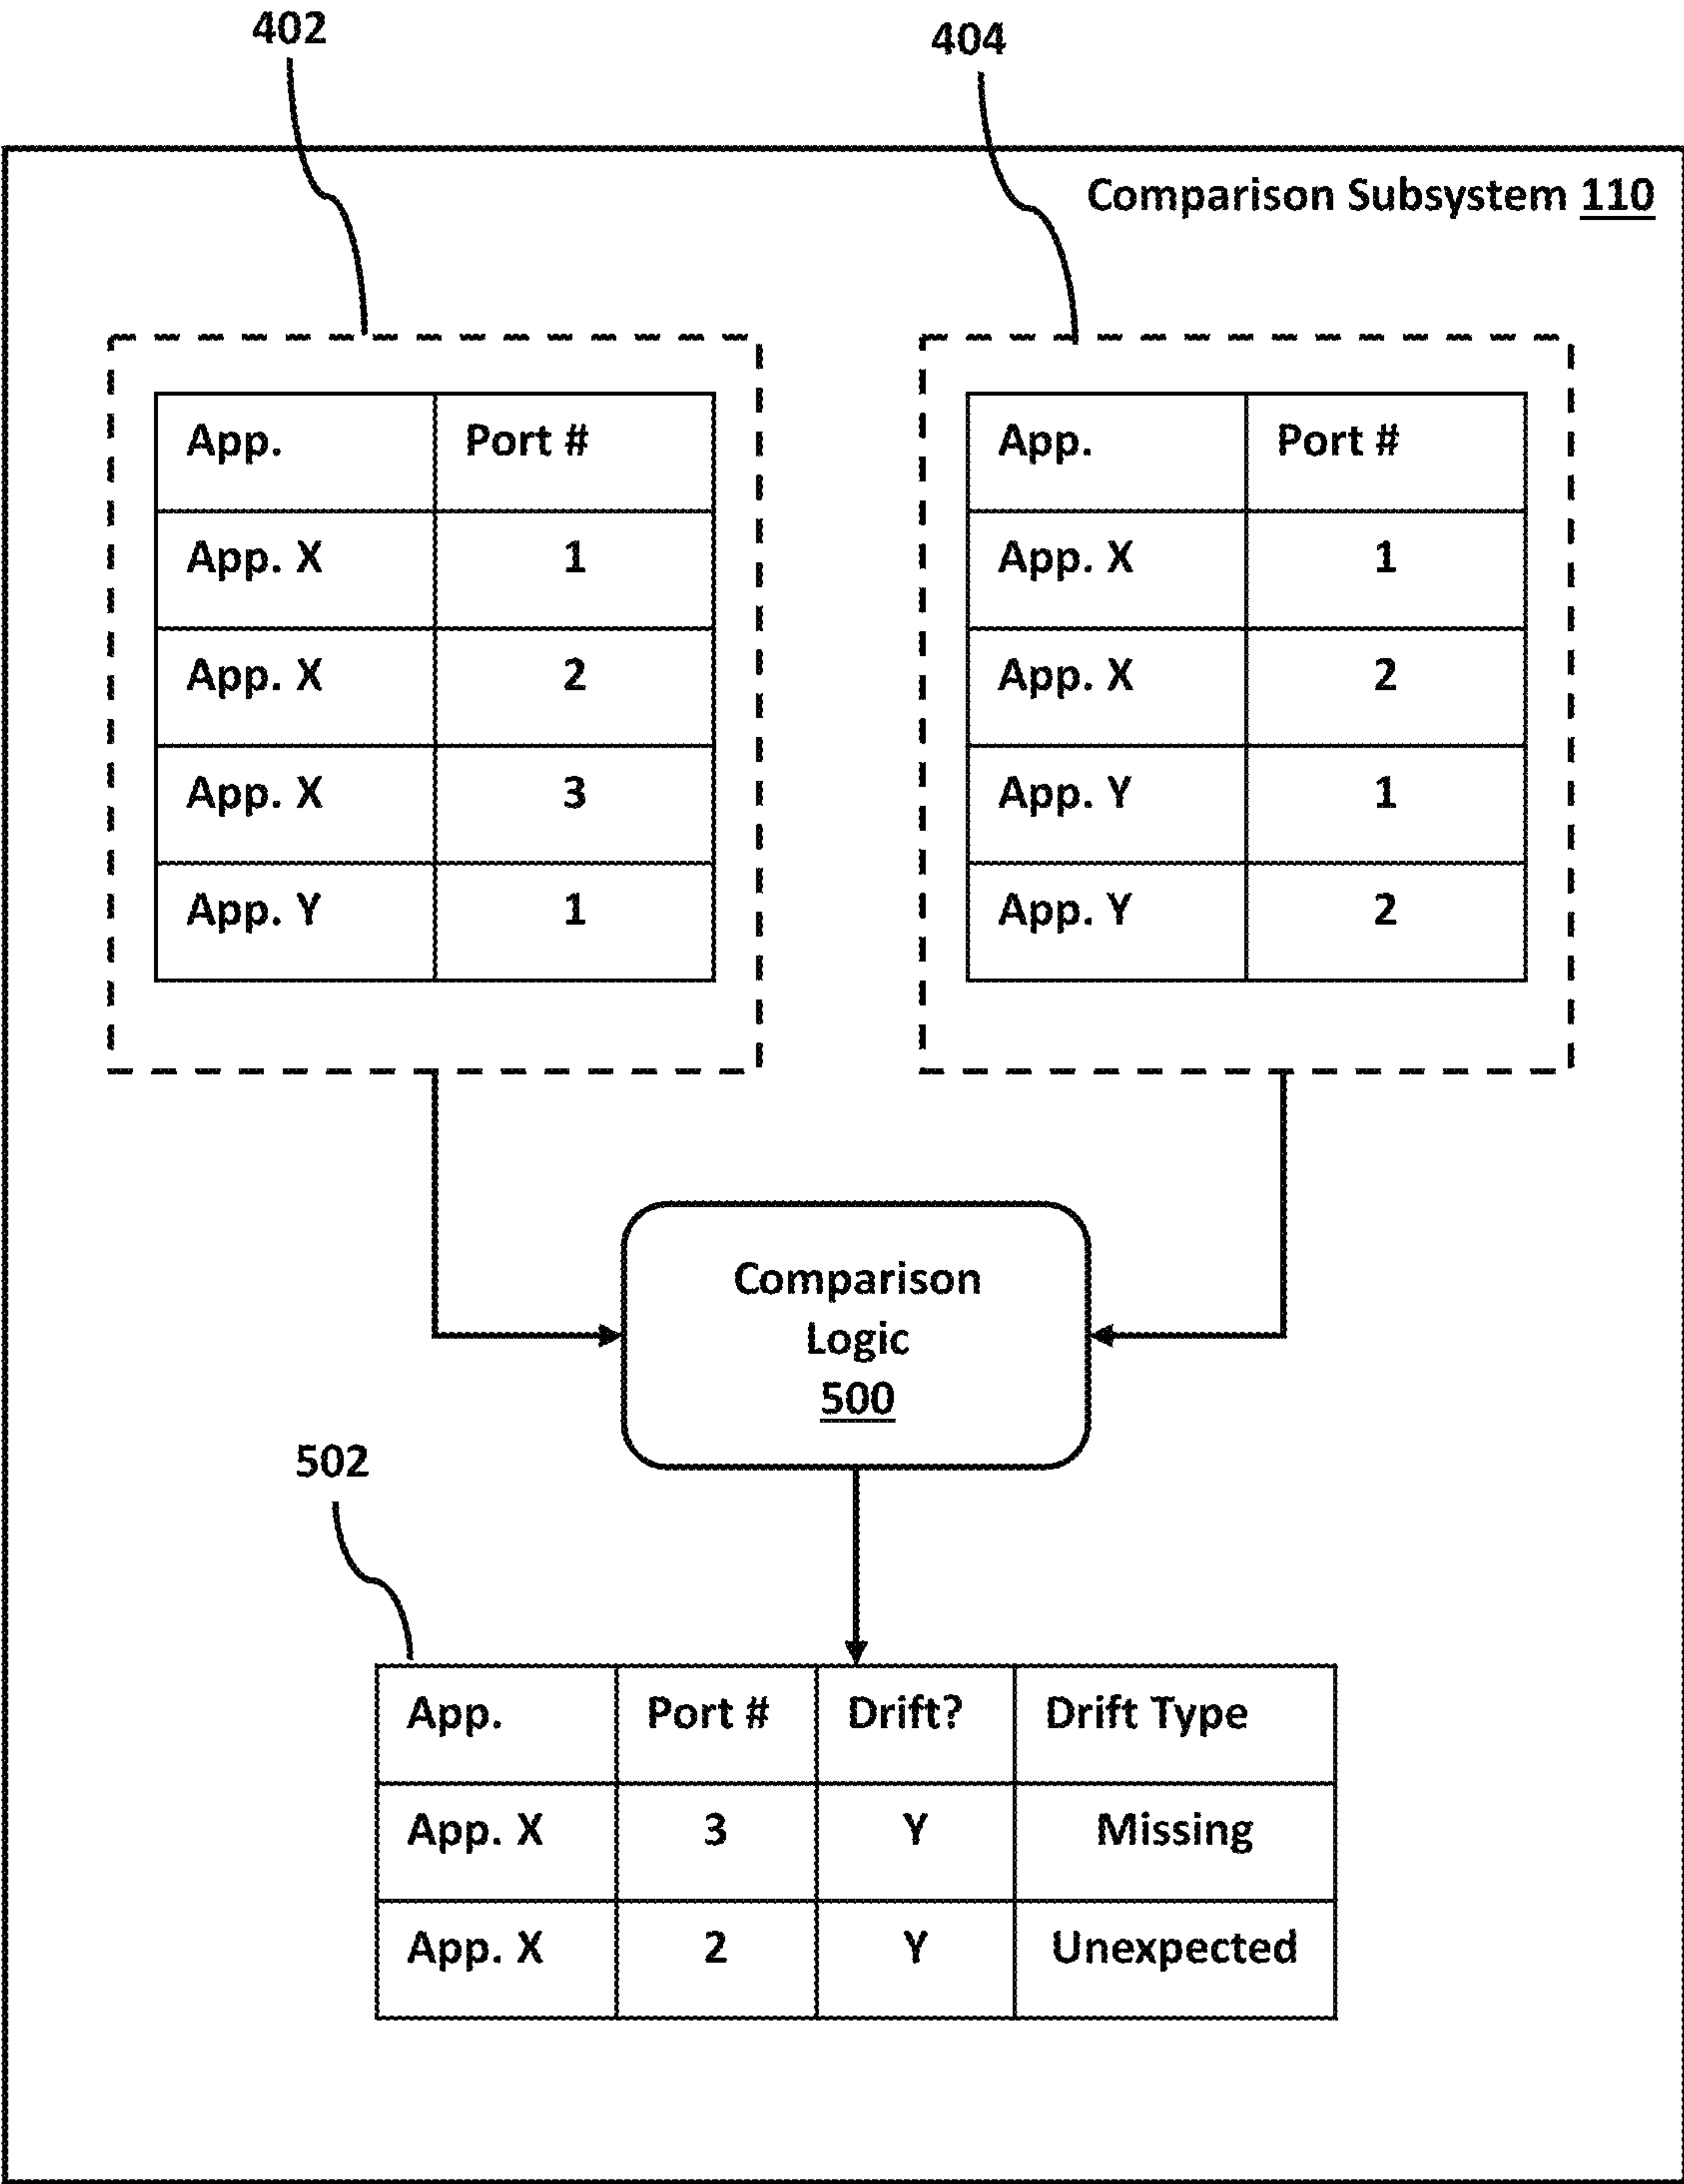 402
404
Comparison Subsystem 110
App. Port #
App. X 1
App. X 2
App. X 3
App. Y 1
App. Port #
App. X 1
App. X 2
App. Y 1
App. Y 2
Comparison
Logic
500
502
App. Port # Drift? Drift Type
App. X 3 Y Missing
App. X 2 Y Unexpected